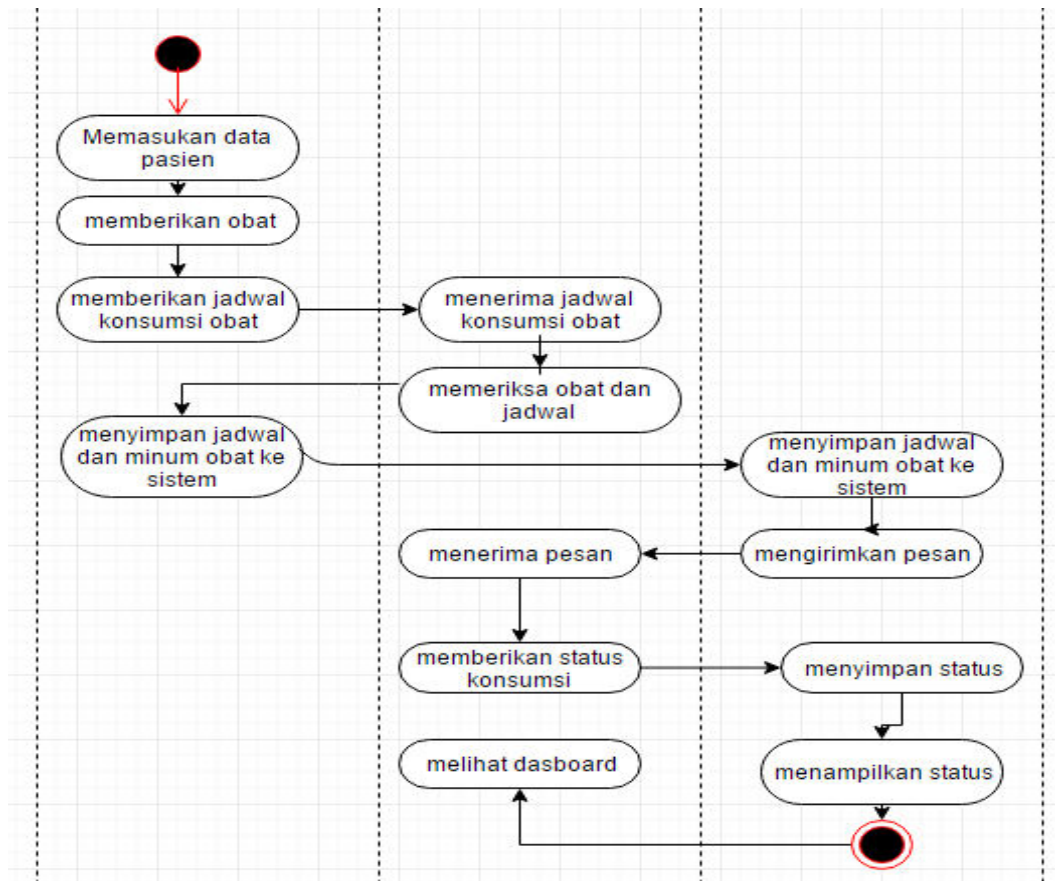 Memasukan data
pasien
memberikan obat
memberikan jadwal
konsumsi obat
menerima jadwal
konsumsi obat
memeriksa obat dan
jadwal
menyimpan jadwal
dan minum obat ke
sistem
menyimpan jadwal
dan minum obat ke
sistem
mengirimkan pesan
menerima pesan
memberikan status
konsumsi
menyimpan status
menampilkan status
melihat dasboard